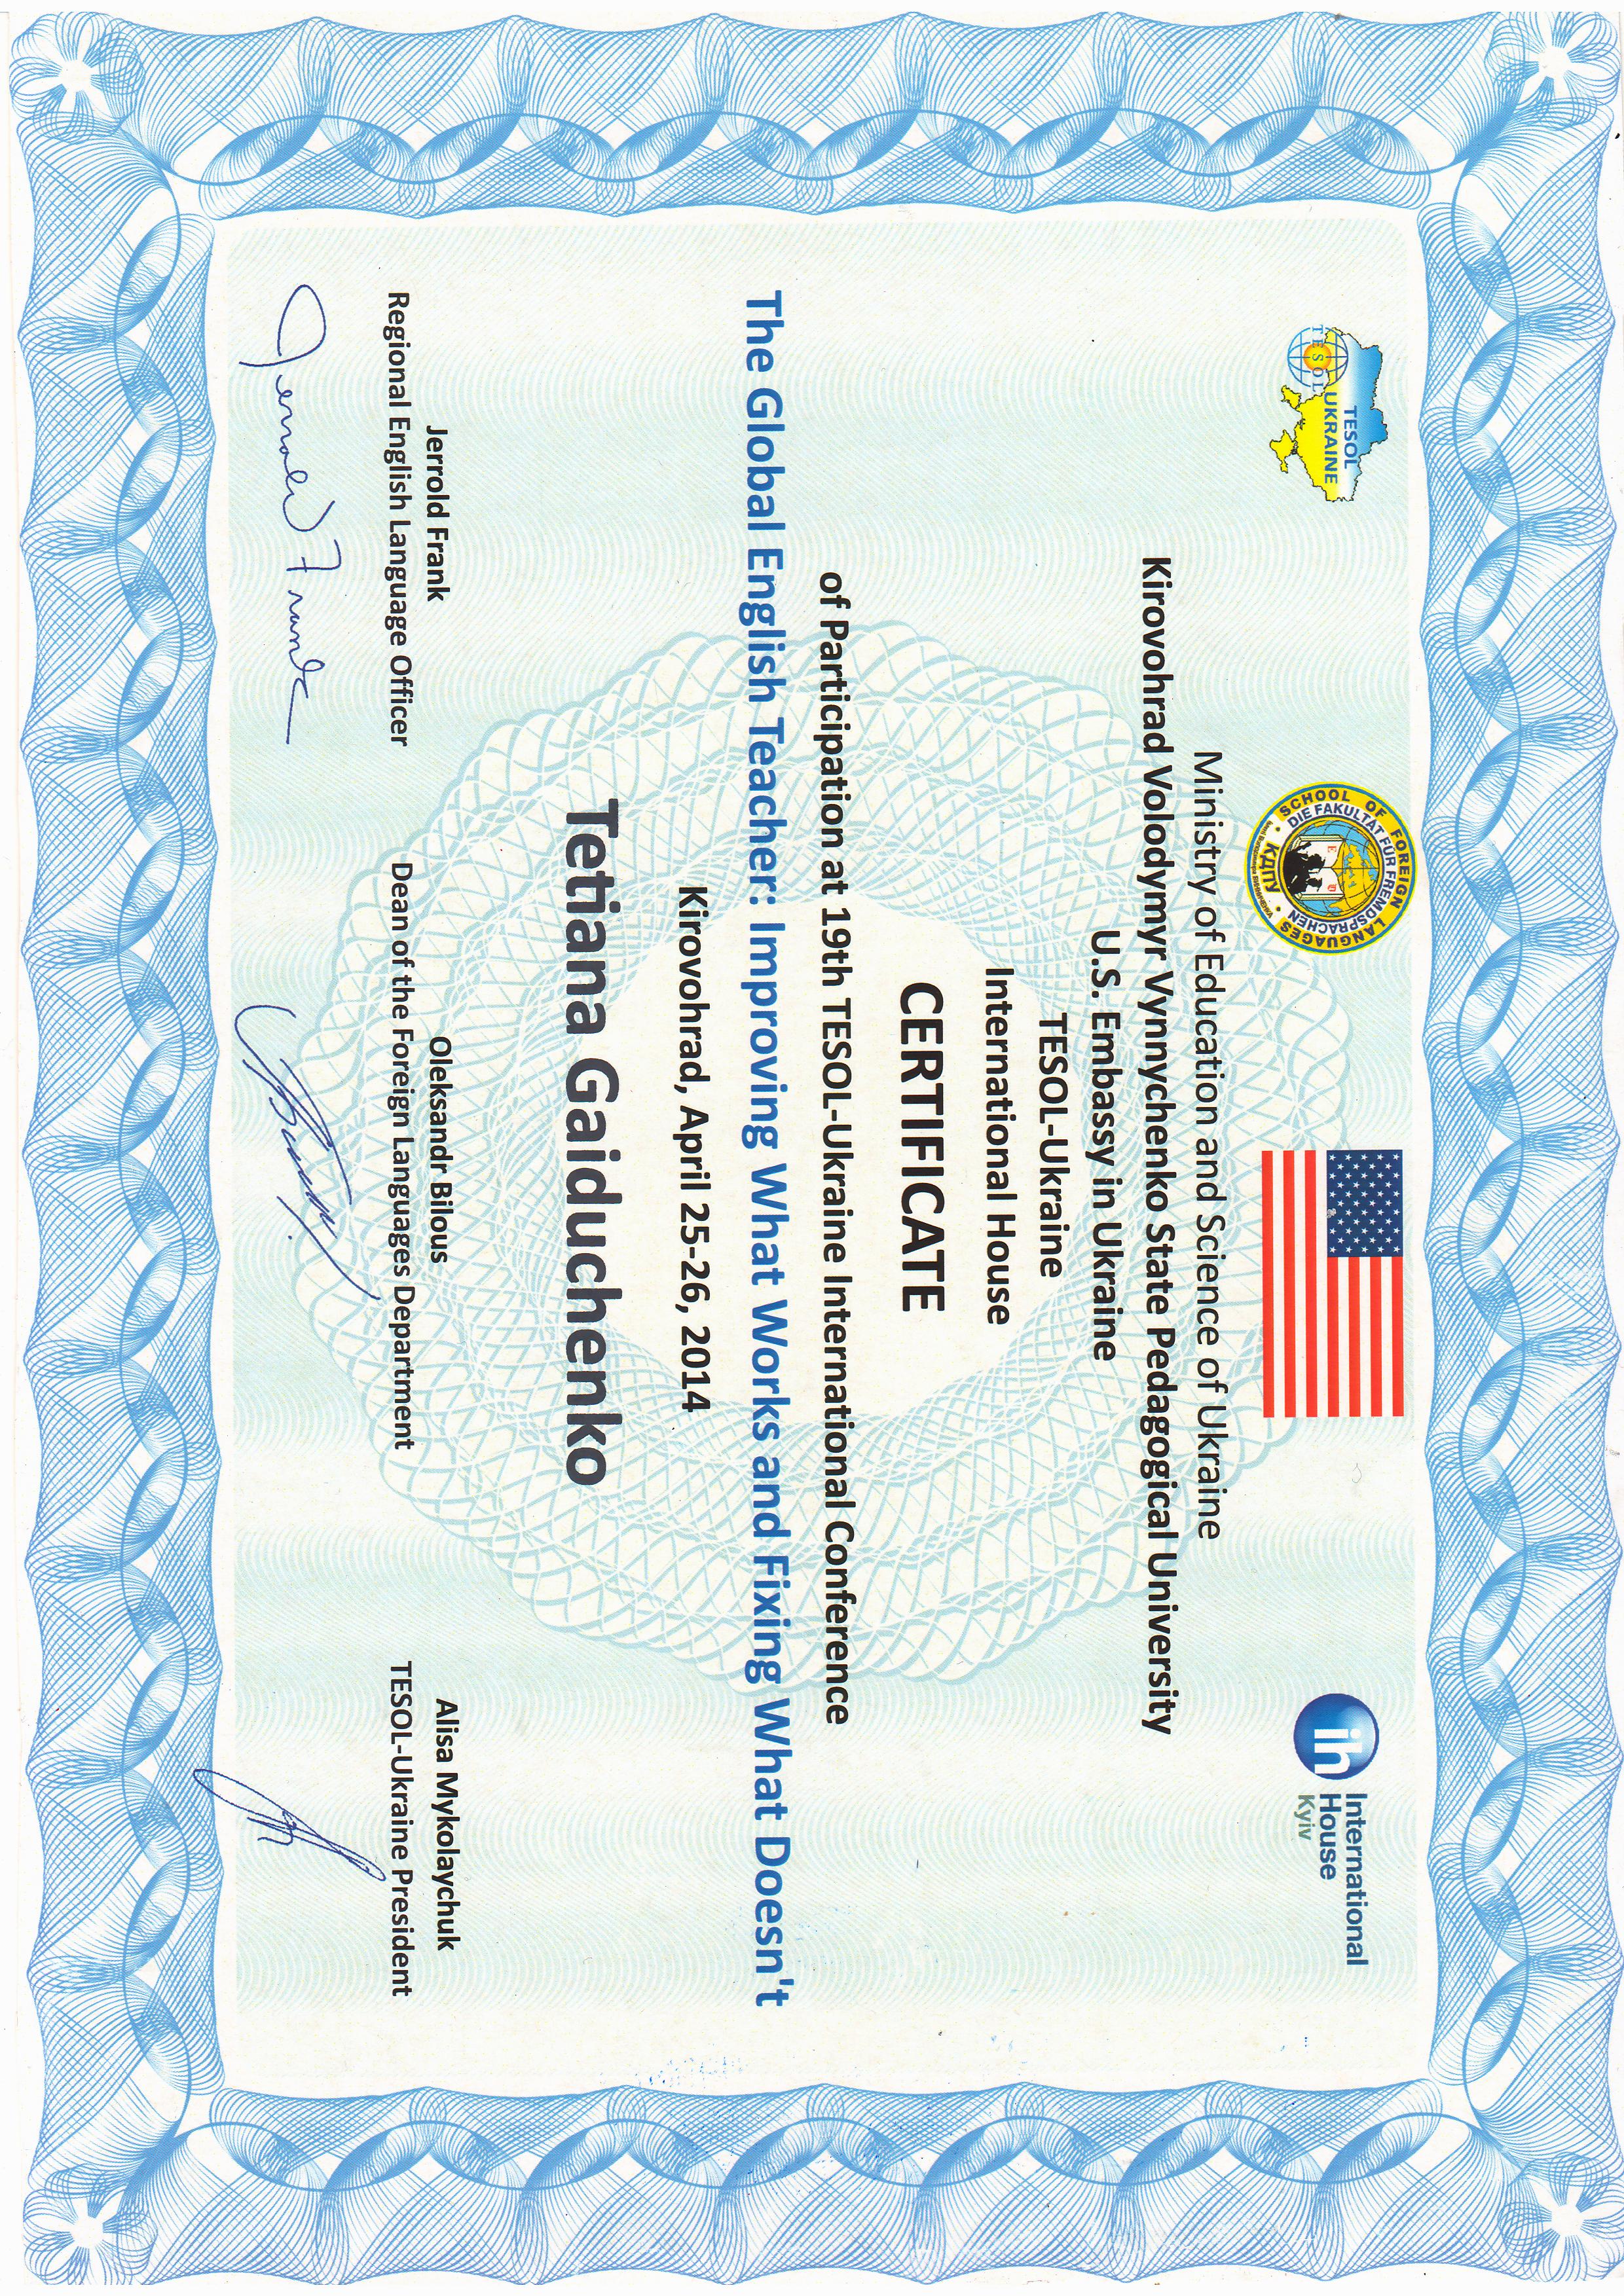 TESOL
UKRAINE
TESOL
SCHOOL OF FOREIGN LANGUAGES
DIE FAKULTÄT FÜR FREMDSPRACHEN
КДПУ
імені Володимира ВИННИЧЕНКА
ih
International
House
Kyiv
Ministry of Education and Science of Ukraine
Kirovohrad Volodymyr Vynnychenko State Pedagogical University
U.S. Embassy in Ukraine
TESOL-Ukraine
International House
CERTIFICATE
of Participation at 19th TESOL-Ukraine International Conference
The Global English Teacher: Improving What Works and Fixing What Doesn't
Kirovohrad, April 25-26, 2014
Tetiana Gaiduchenko
Jerrold Frank
Regional English Language Officer
Oleksandr Bilous
Dean of the Foreign Languages Department
Alisa Mykolaychuk
TESOL-Ukraine President
Jerrold Frank